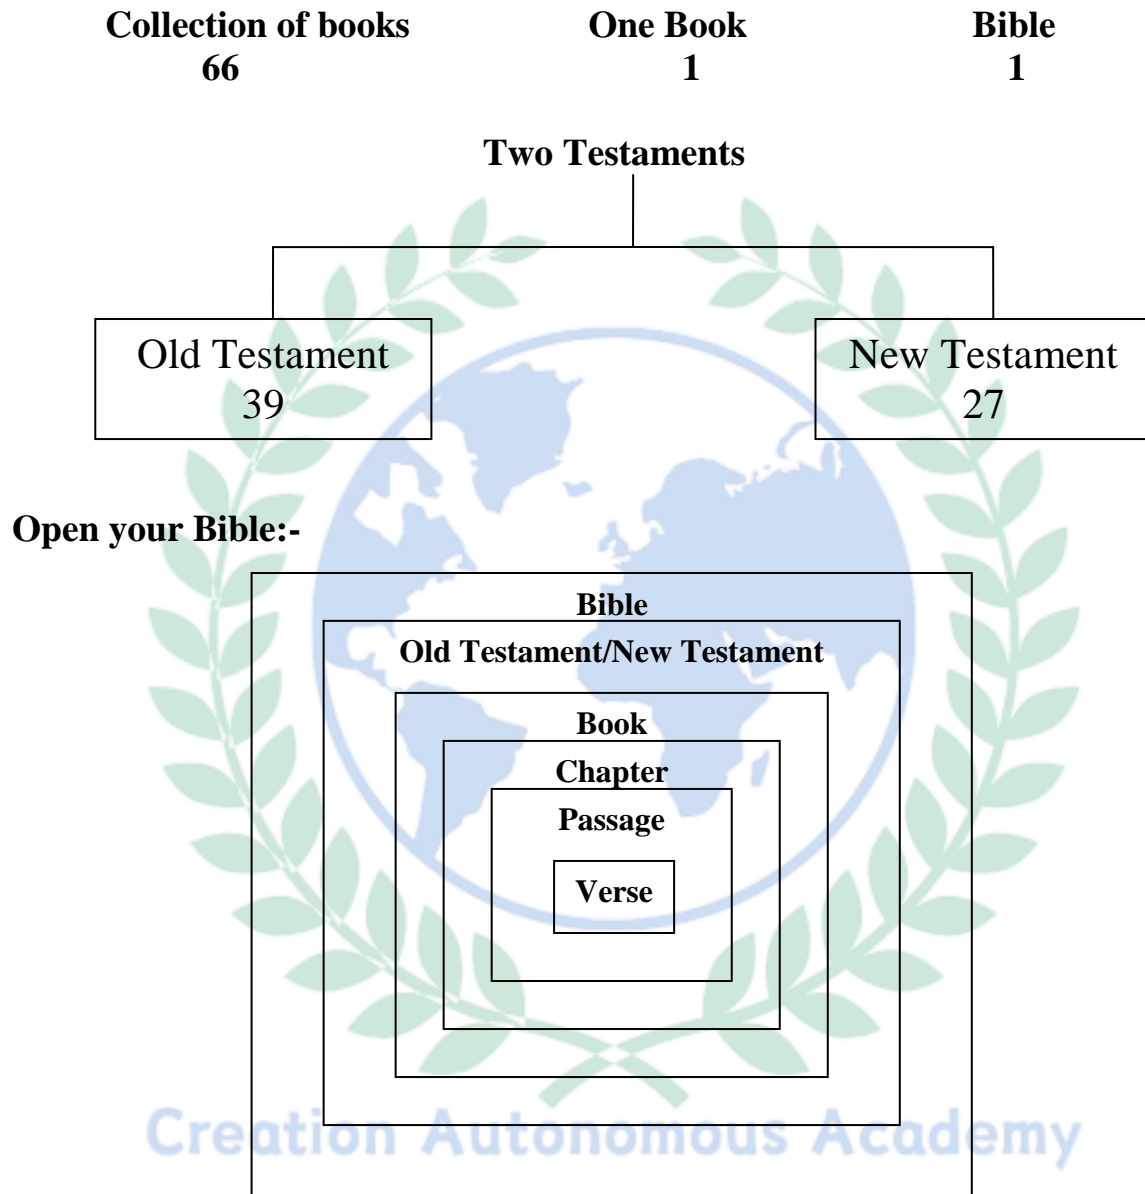 Collection of books One Book Bible
66 1 1
Two Testaments
Old Testament New Testament
39 27
Open your Bible:-
Bible
Old Testament/New Testament
Book
Chapter
Passage
Verse
Creation Autonomous Academy